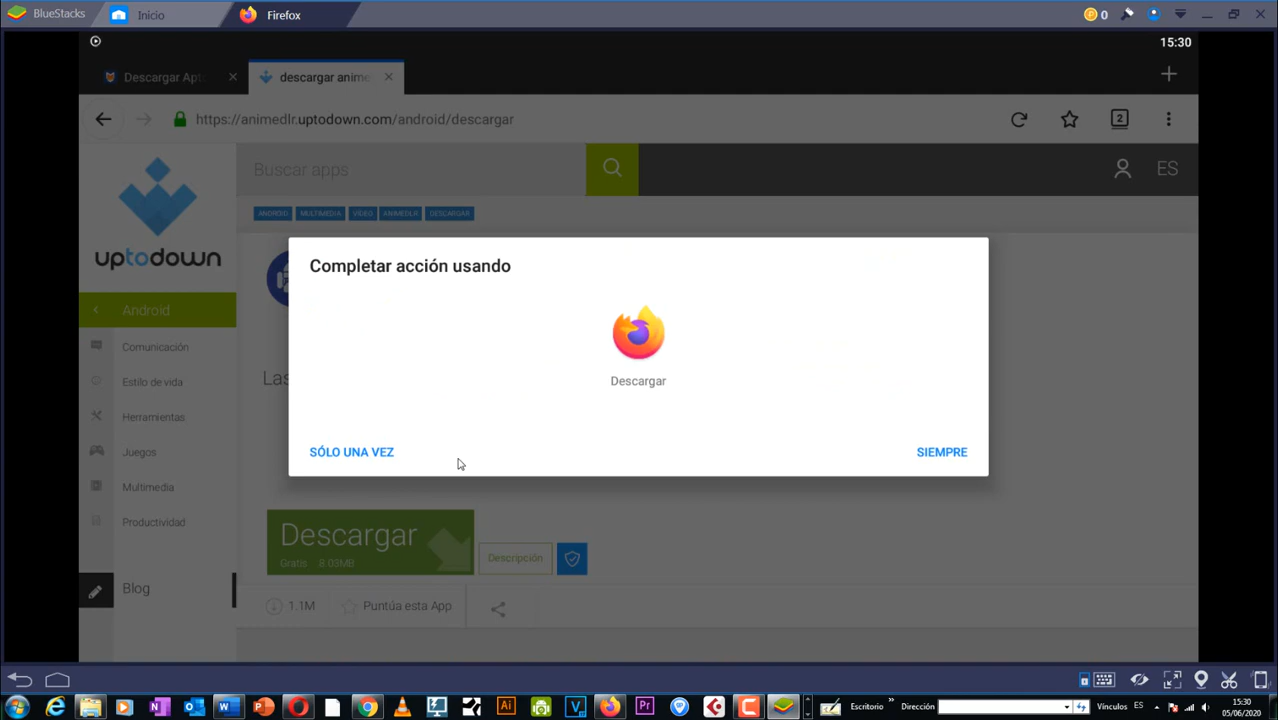 BlueStacks
Inicio
Firefox
0
15:30
Descargar Apt
descargar anime
https://animedlr.uptodown.com/android/descargar
2
Buscar apps
ES
uptodown
ANDROID
MULTIMEDIA
VÍDEO
ANIMEDLR
DESCARGAR
Completar acción usando
Descargar
SÓLO UNA VEZ
SIEMPRE
Android
Comunicación
Estilo de vida
Herramientas
Juegos
Multimedia
Productividad
Blog
Las
Descargar
Gratis 8.03MB
Descripción
1.1M
Puntúa esta App
Escritorio
Dirección
Vínculos
ES
15:30
05/06/2020